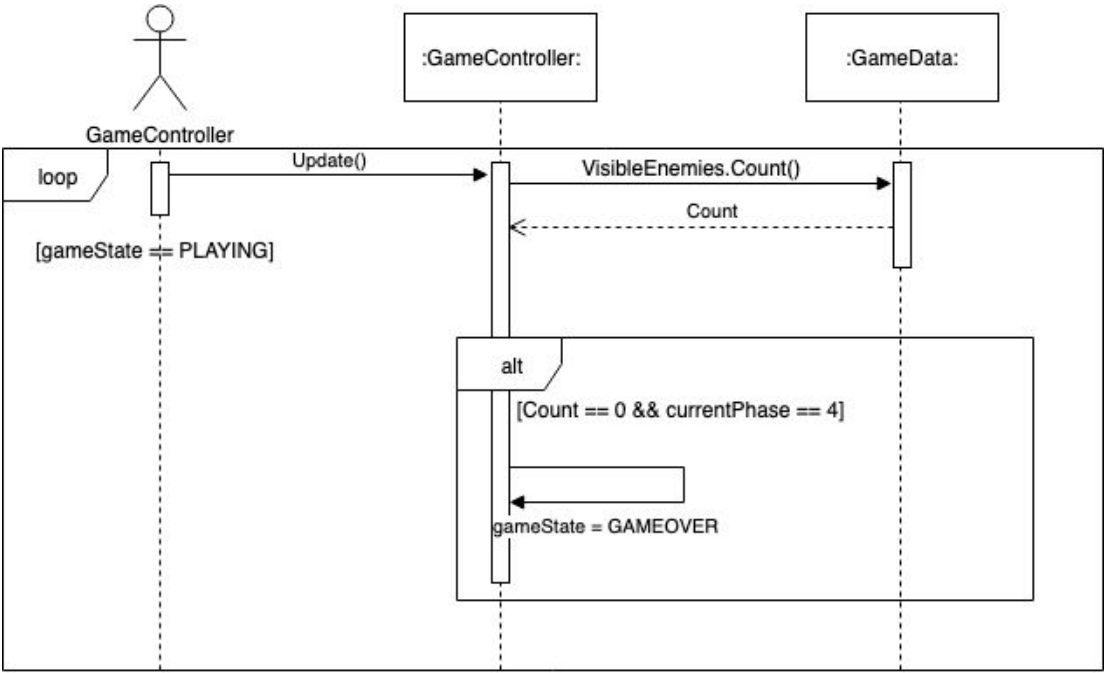 :GameController:
:GameData:
GameController
loop
Update()
VisibleEnemies.Count()
Count
[gameState == PLAYING]
alt
[Count == 0 && currentPhase == 4]
gameState = GAMEOVER